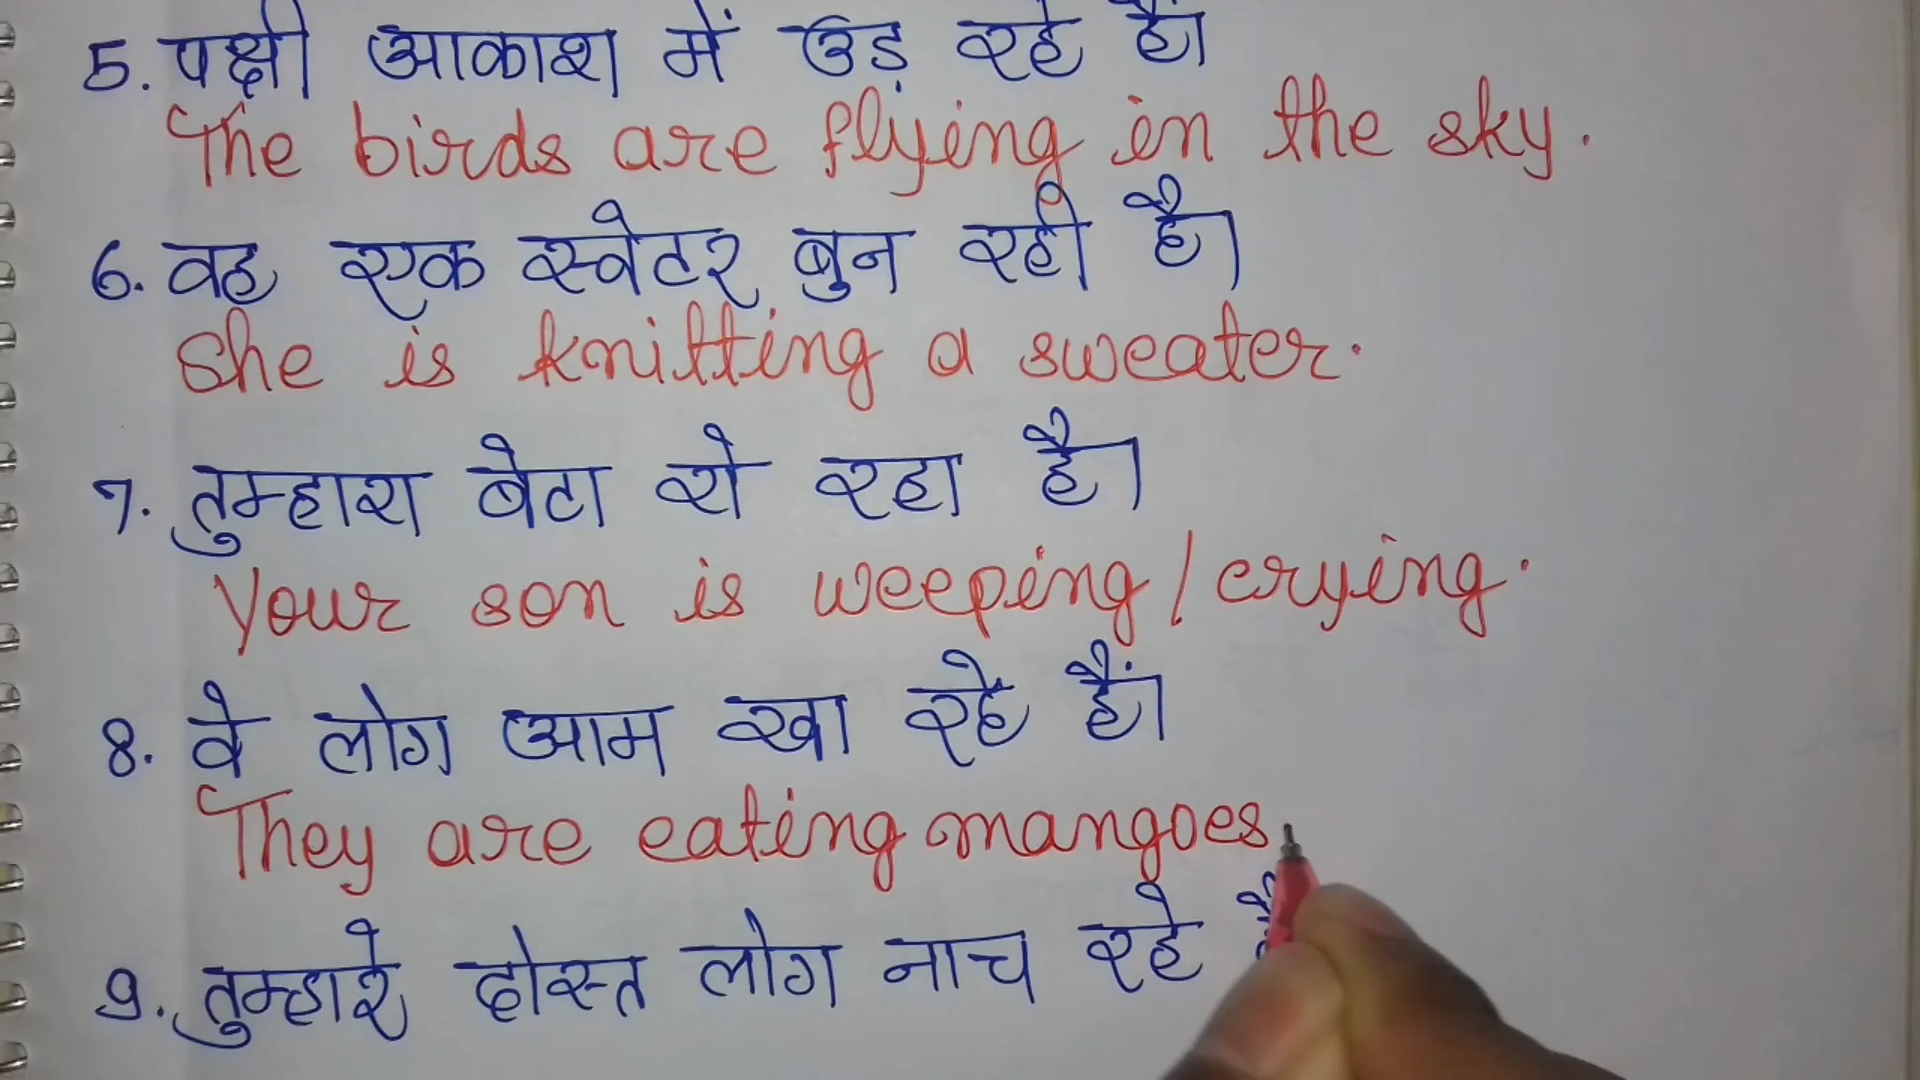 5. पक्षी आकाश में उड़ रहे हैं।
The birds are flying in the sky.
6. वह एक स्वेटर बुन रही है।
She is knitting a sweater.
7. तुम्हारा बेटा रो रहा है।
Your son is weeping/crying.
8. वे लोग आम खा रहे हैं।
They are eating mangoes
9. तुम्हारे दोस्त लोग नाच रहे